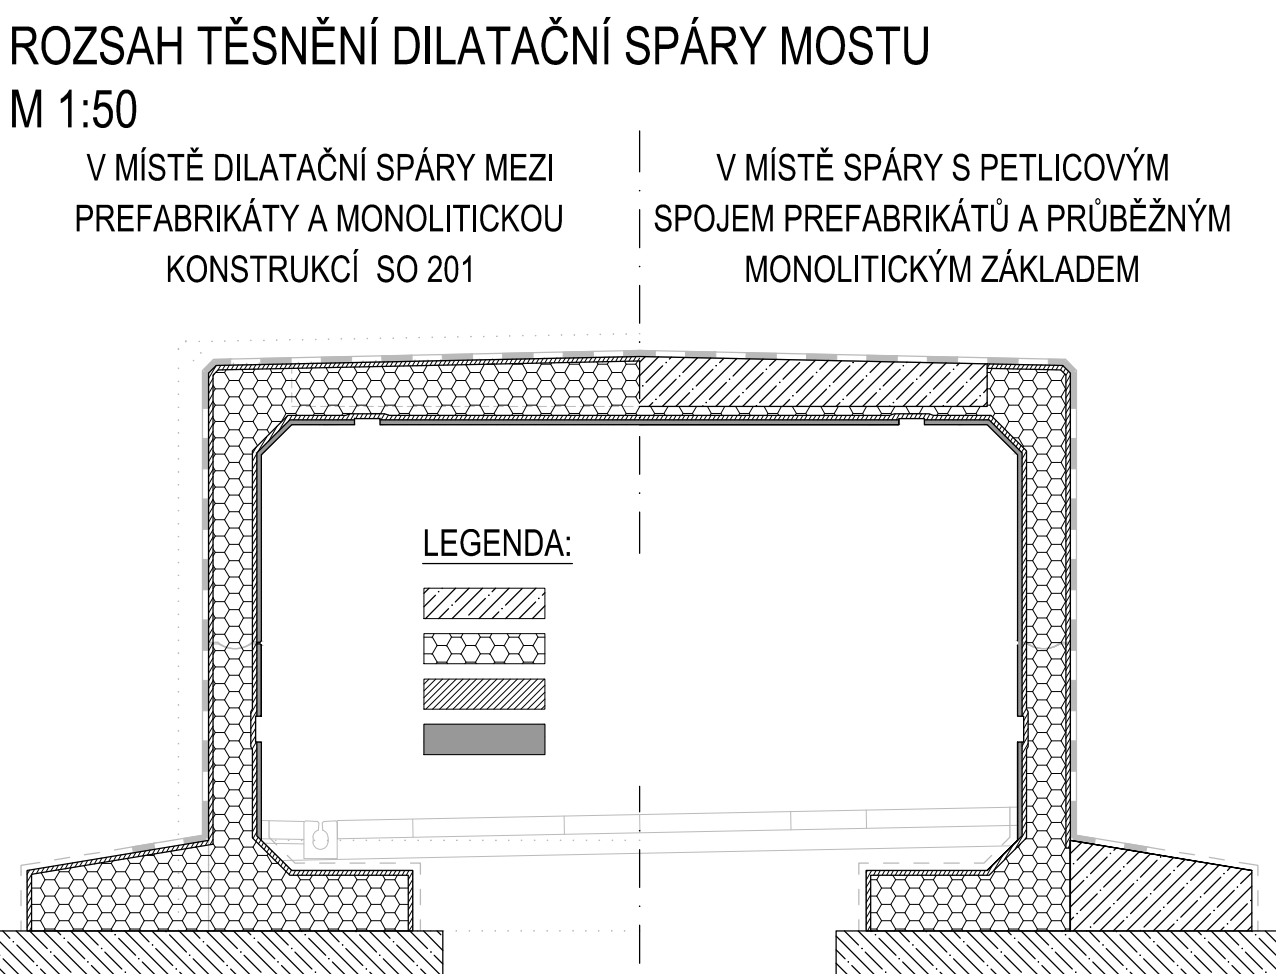 ROZSAH TĚSNĚNÍ DILATAČNÍ SPÁRY MOSTU
M 1:50
V MÍSTĚ DILATAČNÍ SPÁRY MEZI
PREFABRIKÁTY A MONOLITICKOU
KONSTRUKCÍ SO 201
V MÍSTĚ SPÁRY S PETLICOVÝM
SPOJEM PREFABRIKÁTŮ A PRŮBĚŽNÝM
MONOLITICKÝM ZÁKLADEM
LEGENDA: